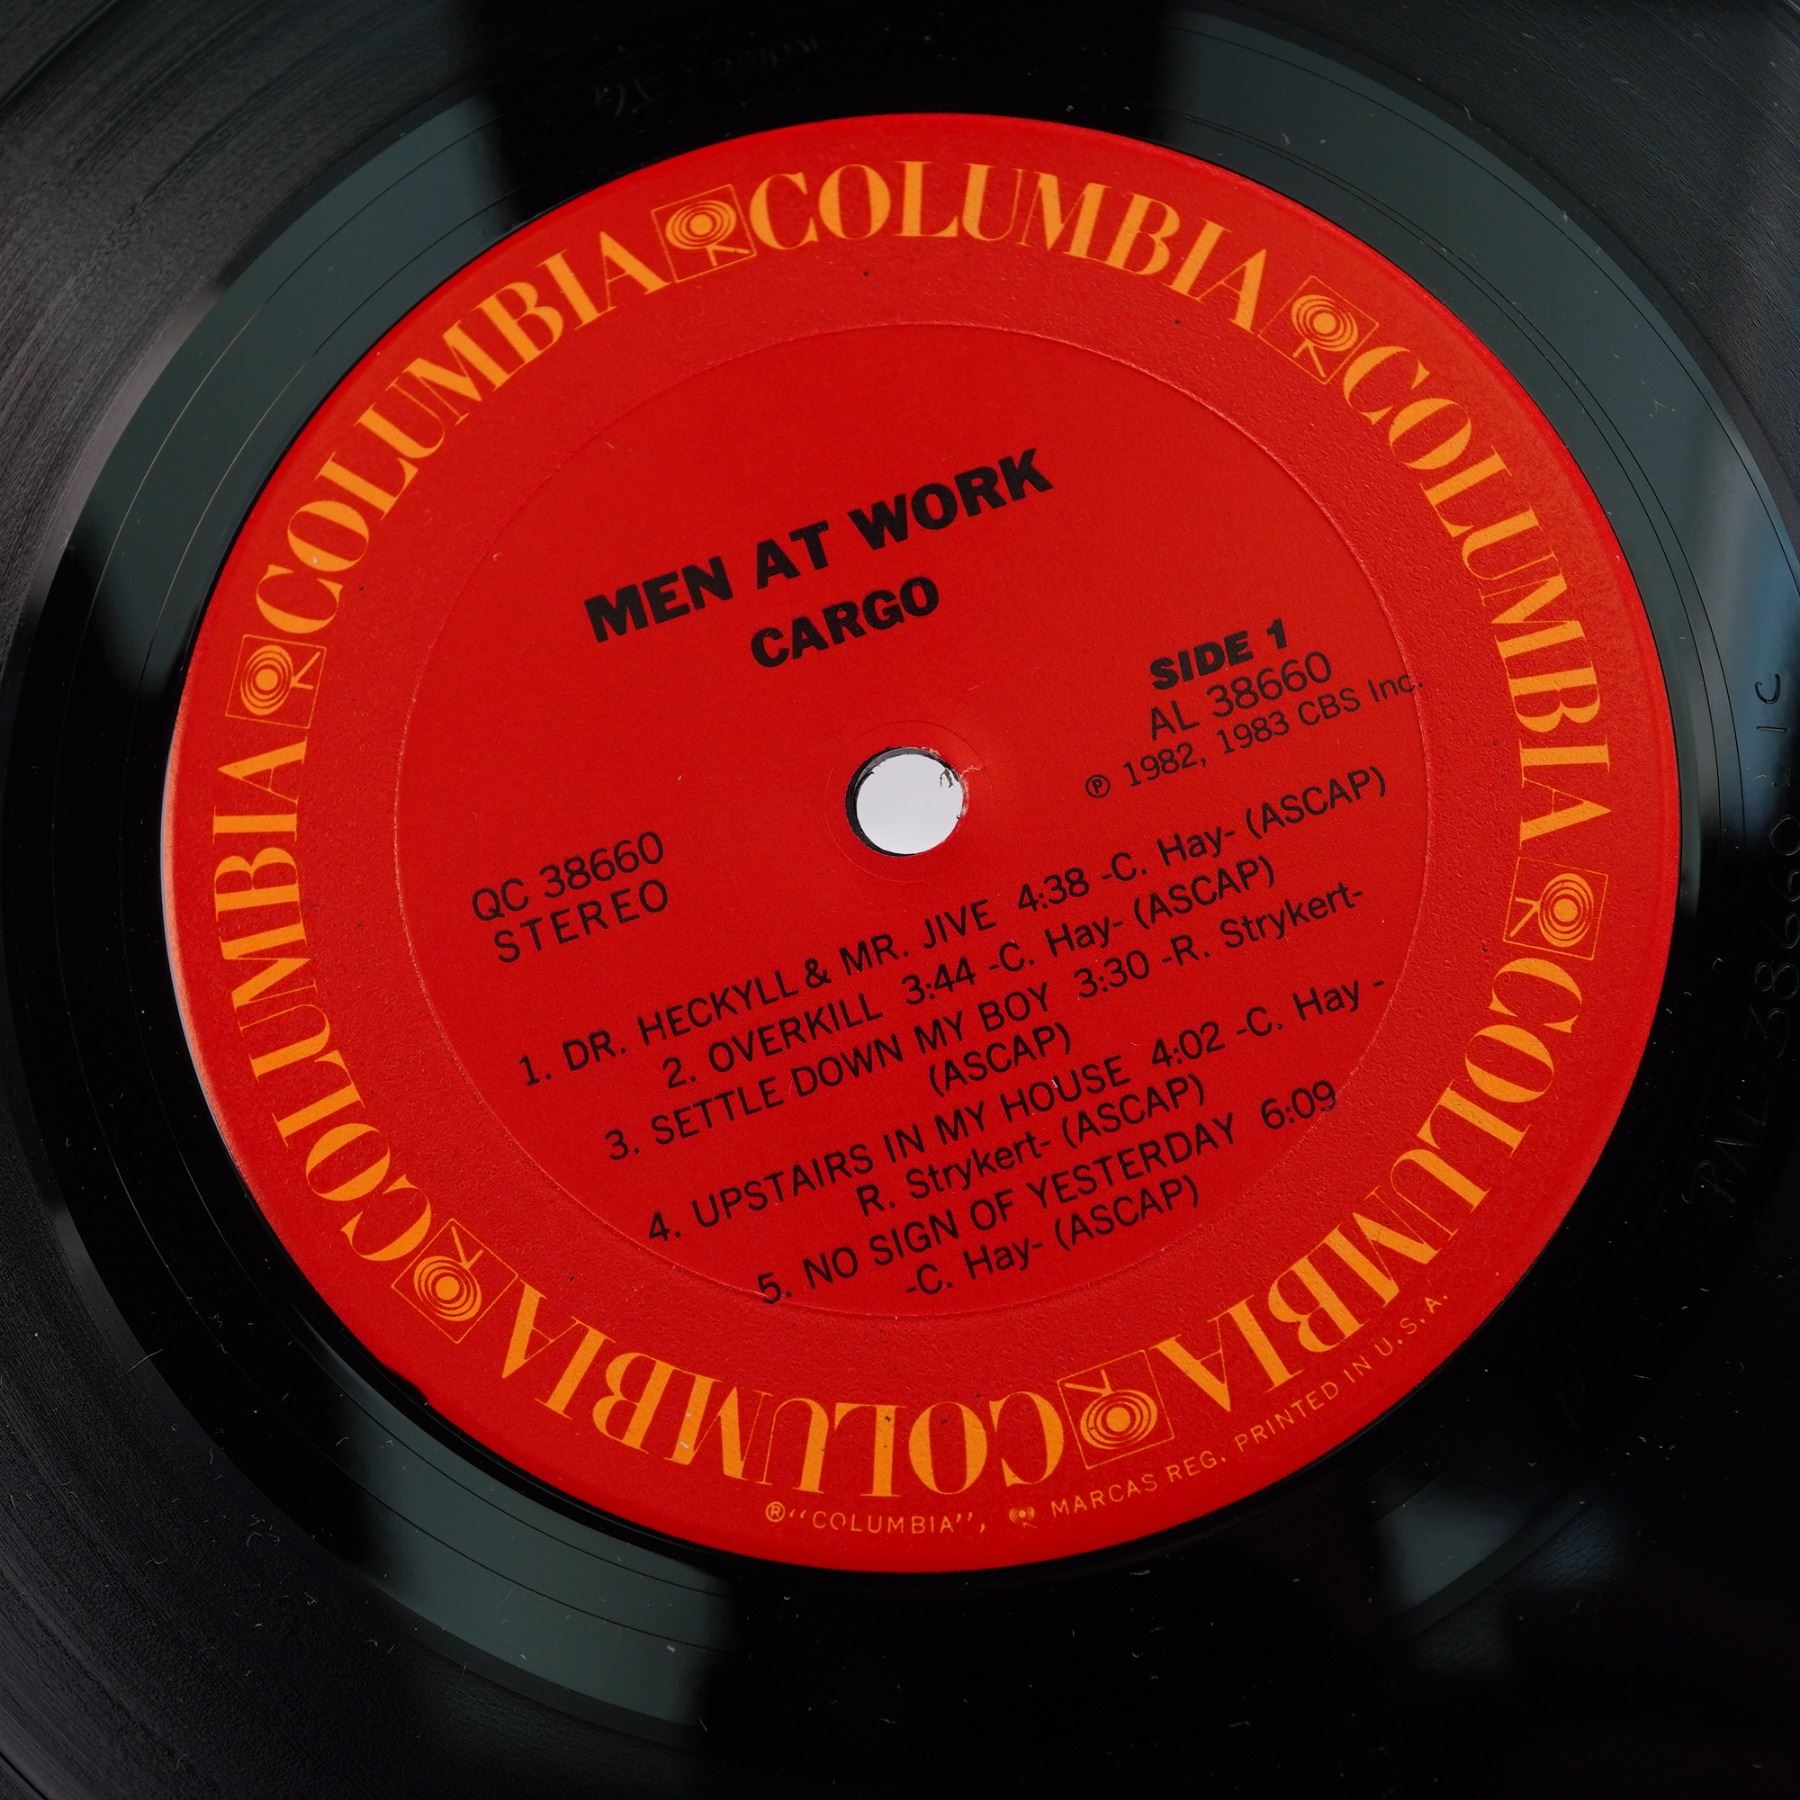 COLUMBIA COLUMBIA COLUMBIA COLUMBIA COLUMBIA COLUMBIA
MEN AT WORK
CARGO
SIDE 1
AL 38660
Ⓟ 1982, 1983 CBS Inc.
QC 38660
STEREO
1. DR. HECKYLL & MR. JIVE 4:38 -C. Hay- (ASCAP)
2. OVERKILL 3:44 -C. Hay- (ASCAP)
3. SETTLE DOWN MY BOY 3:30 -R. Strykert-
(ASCAP)
4. UPSTAIRS IN MY HOUSE 4:02 -C. Hay -
R. Strykert- (ASCAP)
5. NO SIGN OF YESTERDAY 6:09
-C. Hay- (ASCAP)
®"COLUMBIA", MARCAS REG. PRINTED IN U.S.A.